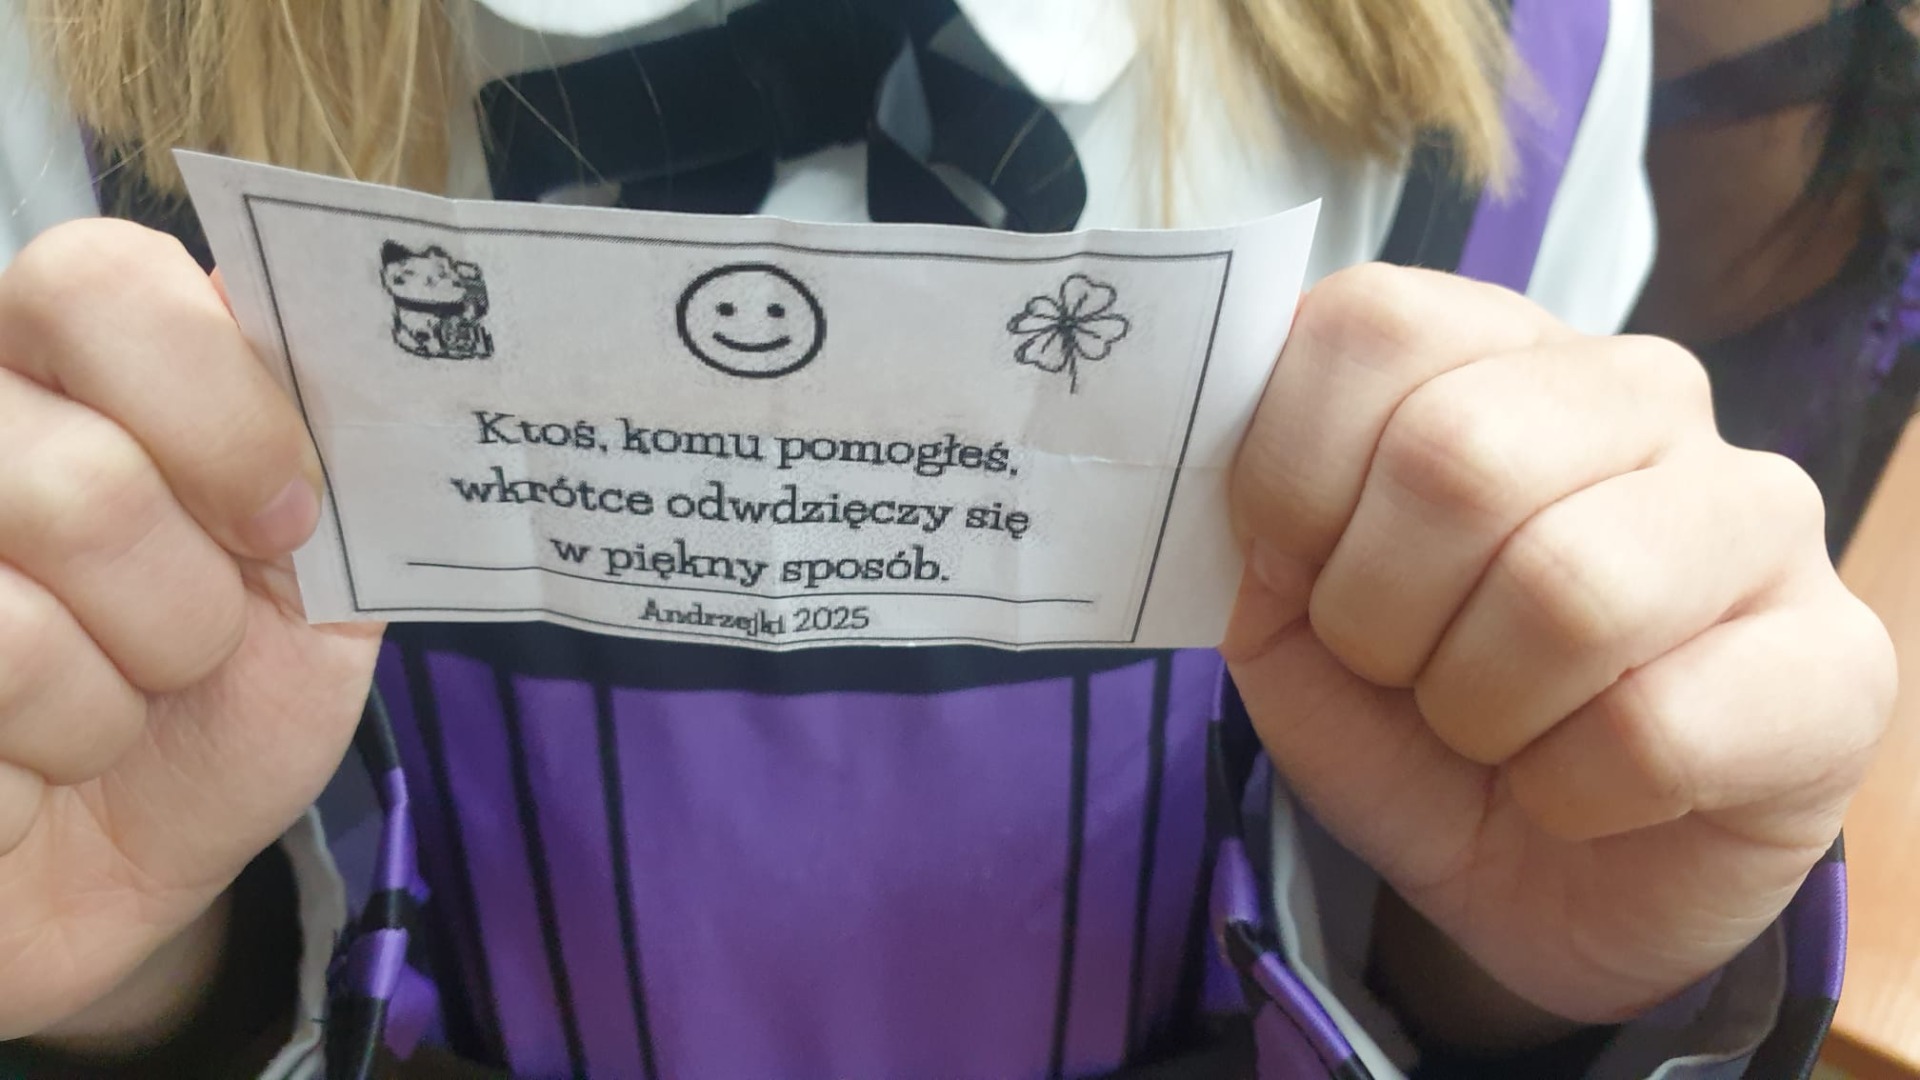 Ktoś, komu pomogłeś,
wkrótce odwdzięczy się
w piękny sposób.
Andrzejki 2025